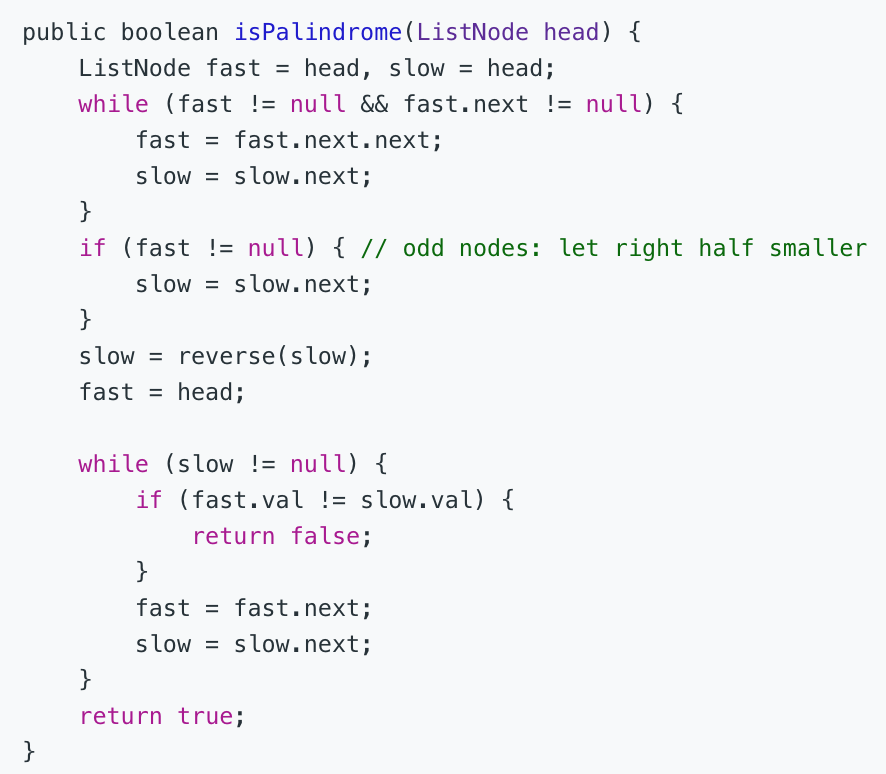 public boolean isPalindrome(ListNode head) {
    ListNode fast = head, slow = head;
    while (fast != null && fast.next != null) {
        fast = fast.next.next;
        slow = slow.next;
    }
    if (fast != null) { // odd nodes: let right half smaller
        slow = slow.next;
    }
    slow = reverse(slow);
    fast = head;

    while (slow != null) {
        if (fast.val != slow.val) {
            return false;
        }
        fast = fast.next;
        slow = slow.next;
    }
    return true;
}